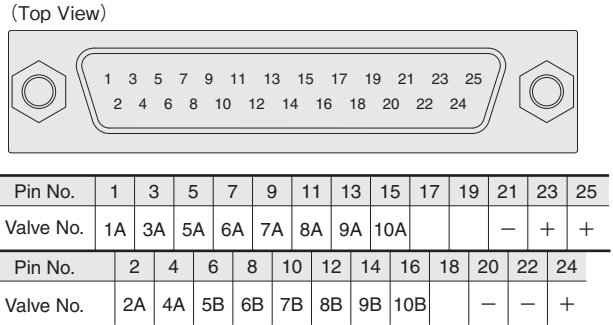 （Top View）
1 3 5 7 9 11 13 15 17 19 21 23 25
2 4 6 8 10 12 14 16 18 20 22 24
Pin No. 1 3 5 7 9 11 13 15 17 19 21 23 25
Valve No. 1A 3A 5A 6A 7A 8A 9A 10A － ＋ ＋
Pin No. 2 4 6 8 10 12 14 16 18 20 22 24
Valve No. 2A 4A 5B 6B 7B 8B 9B 10B － － ＋